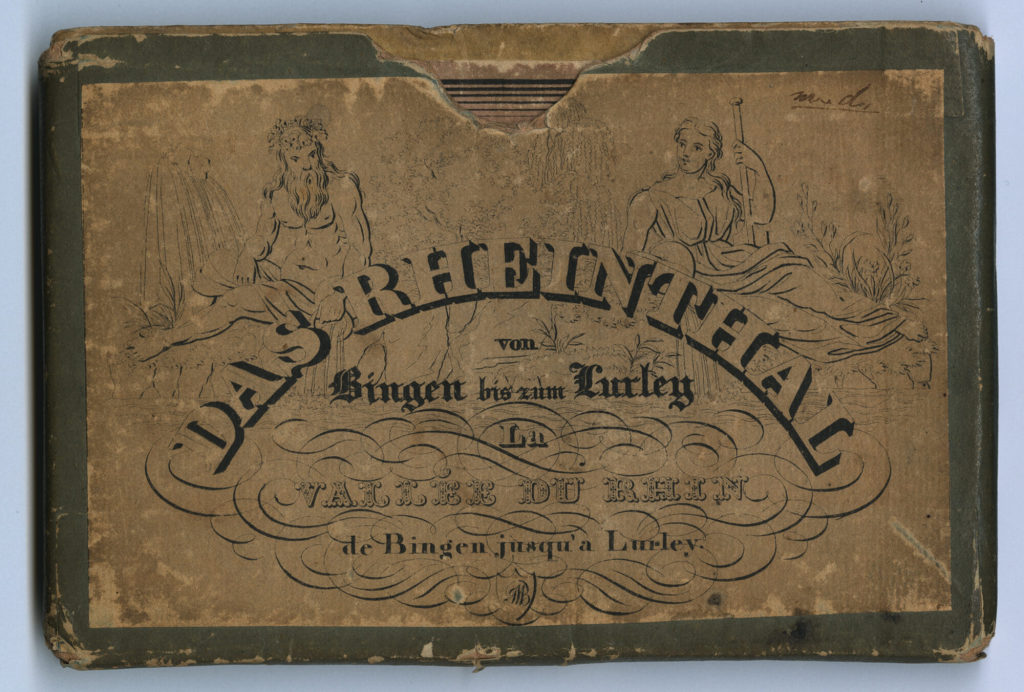 DAS RHEINTHAL
von
Bingen bis zum Lurley
La
VALLÉE DU RHIN
de Bingen jusqu'a Lurley.